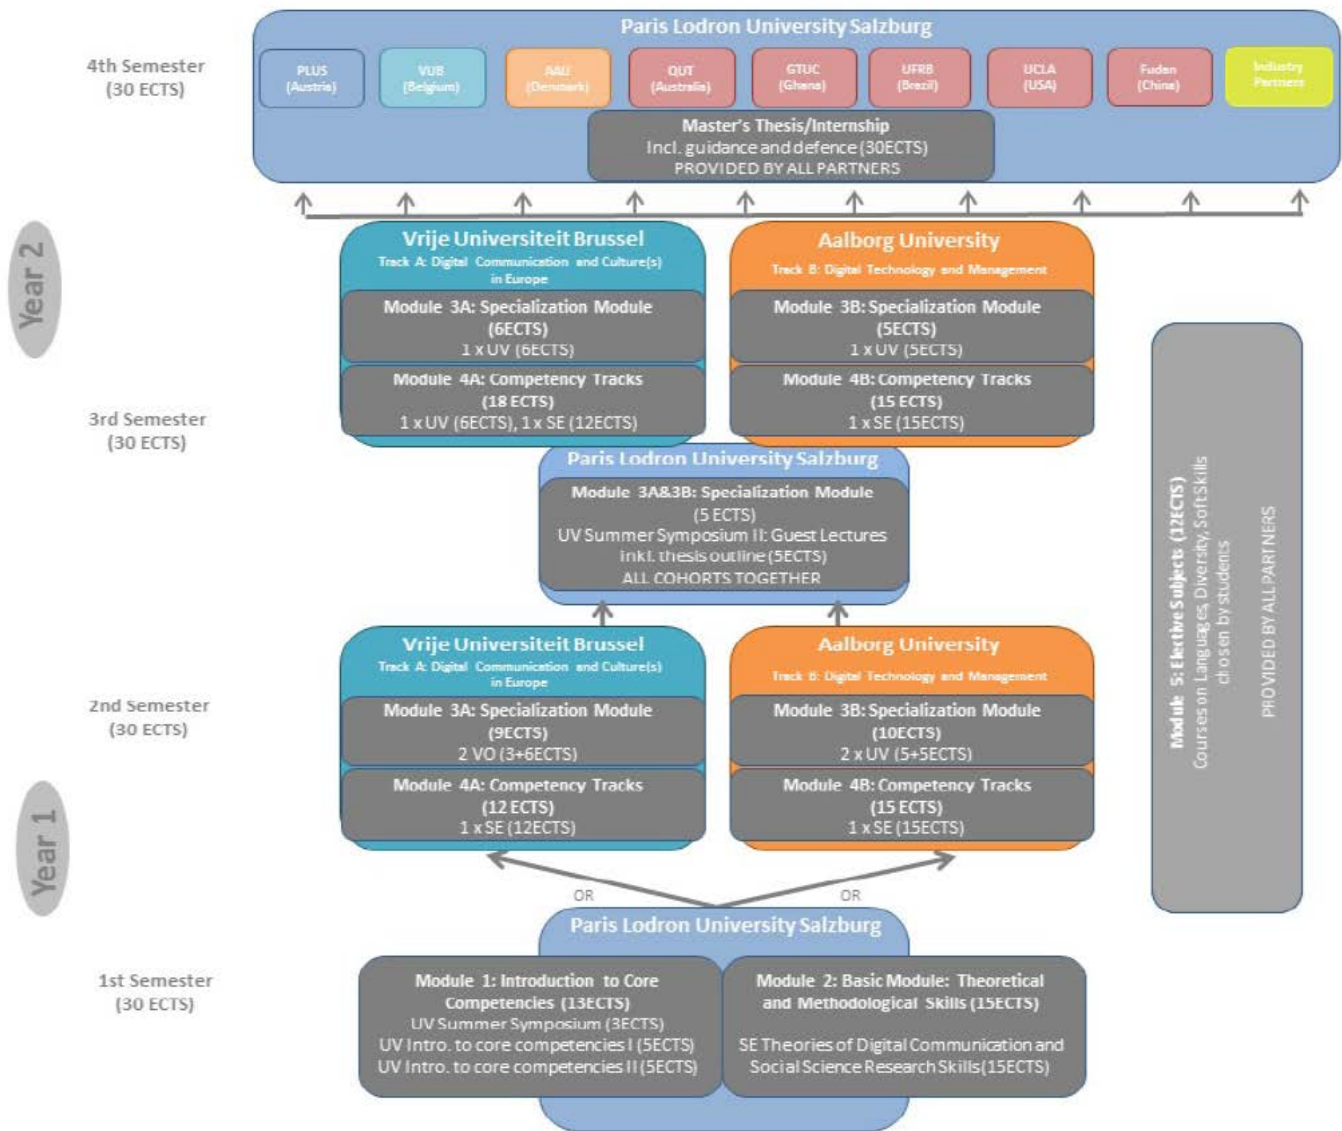 Paris Lodron University Salzburg
4th Semester
(30 ECTS)
PLUS
(Austria)
VUB
(Belgium)
AAU
(Denmark)
QUT
(Australia)
GTUC
(Ghana)
UFRB
(Brazil)
UCLA
(USA)
Fudan
(China)
Industry
Partners
Master's Thesis/Internship
Incl. guidance and defence (30ECTS)
PROVIDED BY ALL PARTNERS
Year 2
Vrije Universiteit Brussel
Track A: Digital Communication and Culture(s)
in Europe
Module 3A: Specialization Module
(6ECTS)
1 x UV (6ECTS)
Module 4A: Competency Tracks
(18 ECTS)
1 x UV (6ECTS), 1 x SE (12ECTS)
Aalborg University
Track B: Digital Technology and Management
Module 3B: Specialization Module
(5ECTS)
1 x UV (5ECTS)
Module 4B: Competency Tracks
(15 ECTS)
1 x SE (15ECTS)
3rd Semester
(30 ECTS)
Paris Lodron University Salzburg
Module 3A&3B: Specialization Module
(5 ECTS)
UV Summer Symposium II: Guest Lectures
inkl. thesis outline (5ECTS)
ALL COHORTS TOGETHER
Module 5: Elective Subjects (12ECTS)
Courses on Languages, Diversity, Soft Skills
chosen by students
PROVIDED BY ALL PARTNERS
2nd Semester
(30 ECTS)
Vrije Universiteit Brussel
Track A: Digital Communication and Culture(s)
in Europe
Module 3A: Specialization Module
(9ECTS)
2 VO (3+6ECTS)
Module 4A: Competency Tracks
(12 ECTS)
1 x SE (12ECTS)
Aalborg University
Track B: Digital Technology and Management
Module 3B: Specialization Module
(10ECTS)
2 x UV (5+5ECTS)
Module 4B: Competency Tracks
(15 ECTS)
1 x SE (15ECTS)
Year 1
OR
OR
Paris Lodron University Salzburg
1st Semester
(30 ECTS)
Module 1: Introduction to Core
Competencies (13ECTS)
UV Summer Symposium (3ECTS)
UV Intro. to core competencies I (5ECTS)
UV Intro. to core competencies II (5ECTS)
Module 2: Basic Module: Theoretical
and Methodological Skills (15ECTS)
SE Theories of Digital Communication and
Social Science Research Skills (15ECTS)